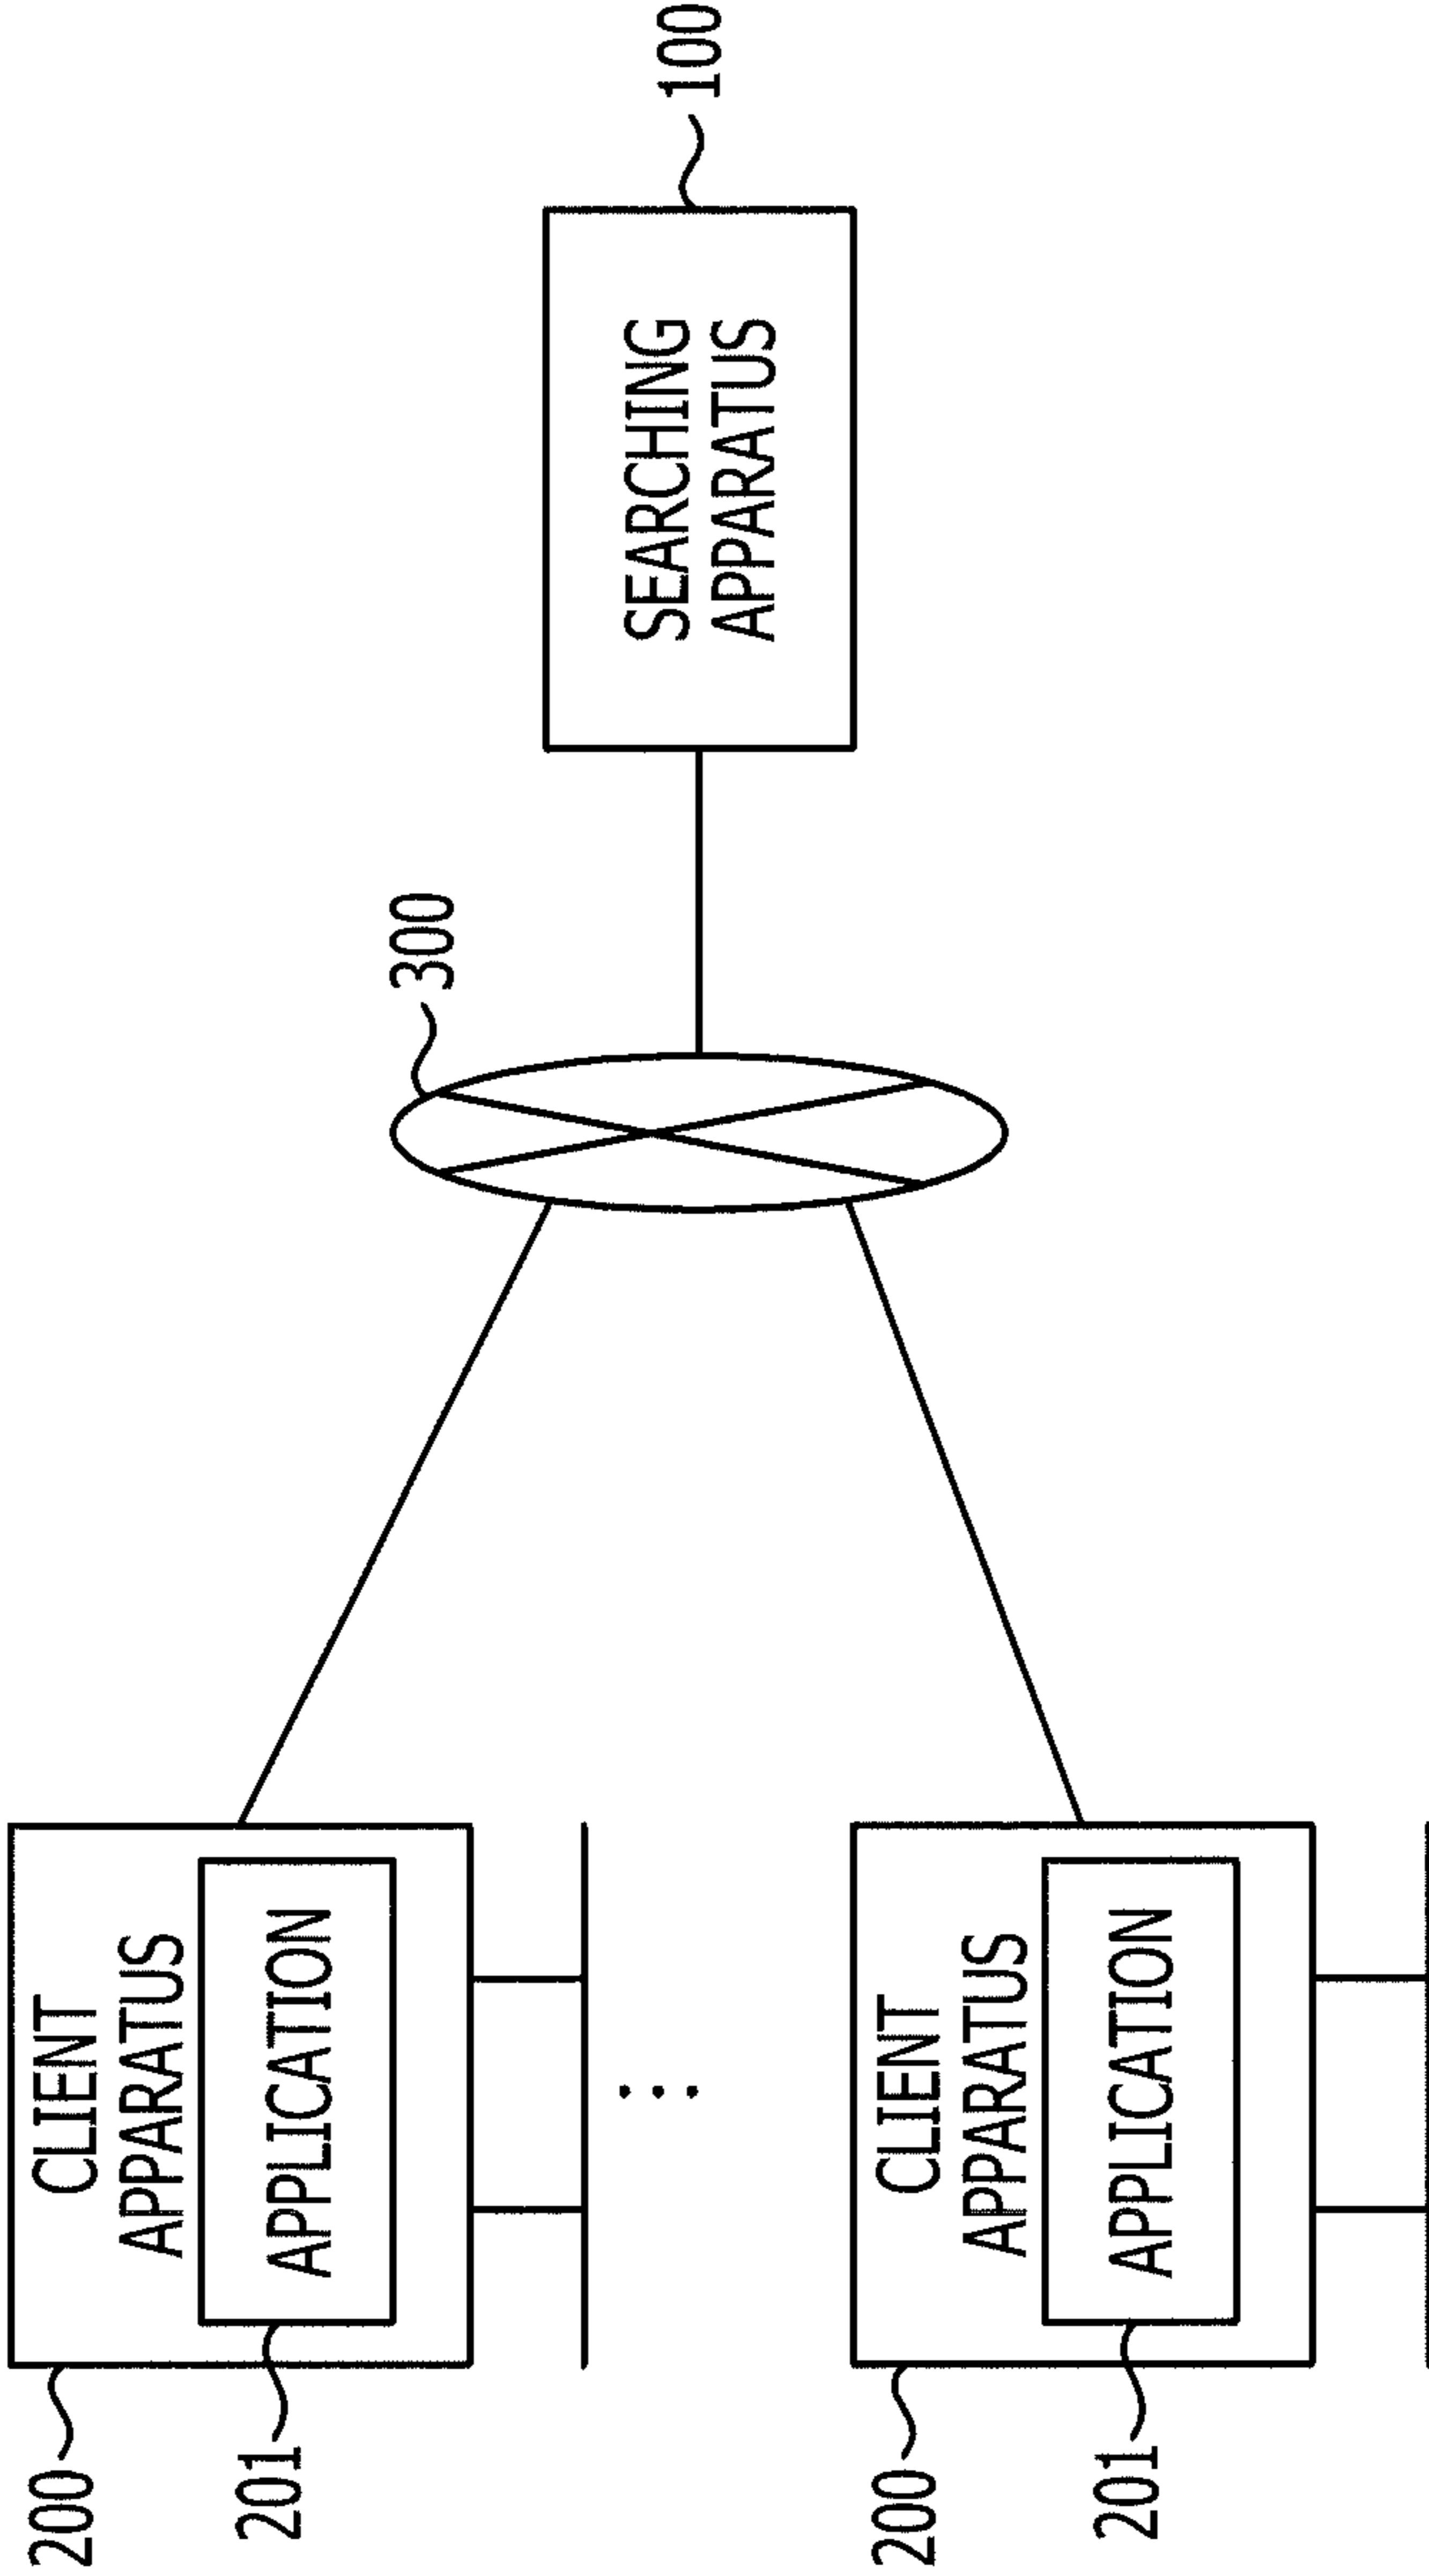 200
CLIENT
APPARATUS
APPLICATION
201
300
SEARCHING
APPARATUS
100
...
200
CLIENT
APPARATUS
APPLICATION
201